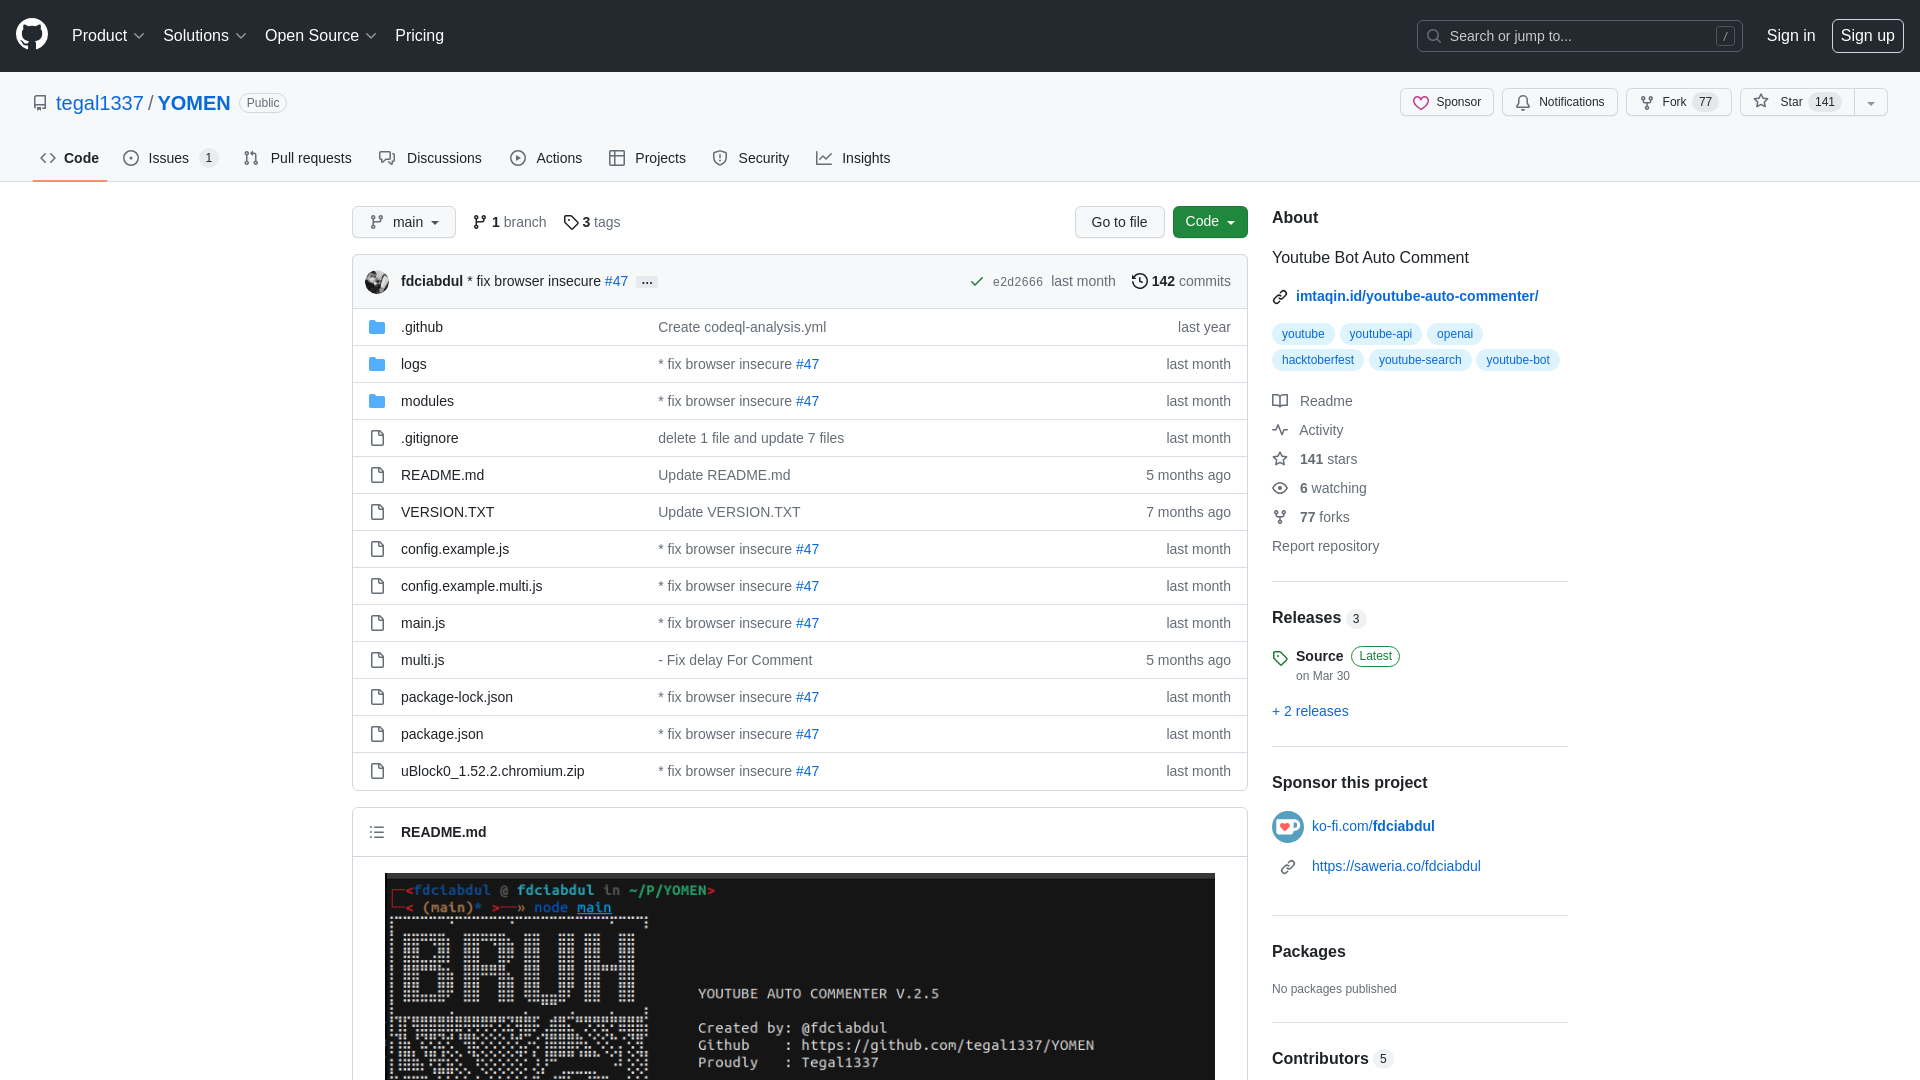 Product Solutions Open Source Pricing Search or jump to... / Sign in Sign up
tegal1337 / YOMEN Public Sponsor Notifications Fork 77 Star 141
Code Issues 1 Pull requests Discussions Actions Projects Security Insights
main 1 branch 3 tags Go to file Code
fdciabdul * fix browser insecure #47 … e2d2666 last month 142 commits
.github Create codeql-analysis.yml last year
logs * fix browser insecure #47 last month
modules * fix browser insecure #47 last month
.gitignore delete 1 file and update 7 files last month
README.md Update README.md 5 months ago
VERSION.TXT Update VERSION.TXT 7 months ago
config.example.js * fix browser insecure #47 last month
config.example.multi.js * fix browser insecure #47 last month
main.js * fix browser insecure #47 last month
multi.js - Fix delay For Comment 5 months ago
package-lock.json * fix browser insecure #47 last month
package.json * fix browser insecure #47 last month
uBlock0_1.52.2.chromium.zip * fix browser insecure #47 last month
README.md
<fdciabdul @ fdciabdul in ~/P/YOMEN>
< (main)* >──» node main
BRUH
YOUTUBE AUTO COMMENTER V.2.5
Created by: @fdciabdul
Github : https://github.com/tegal1337/YOMEN
Proudly : Tegal1337
About
Youtube Bot Auto Comment
imtaqin.id/youtube-auto-commenter/
youtube youtube-api openai
hacktoberfest youtube-search youtube-bot
Readme
Activity
141 stars
6 watching
77 forks
Report repository
Releases 3
Source Latest
on Mar 30
+ 2 releases
Sponsor this project
ko-fi.com/fdciabdul
https://saweria.co/fdciabdul
Packages
No packages published
Contributors 5